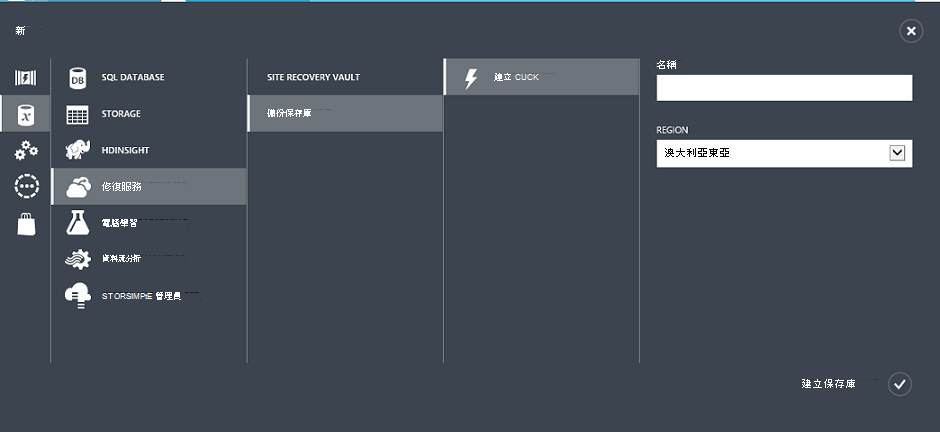 新
SQL DATABASE
STORAGE
HDINSIGHT
修復服務
電腦學習
資料流分析
STORSIMPtE 管理員
SITE RECOVERY VAULT
備份保存庫
建立 CUCK
名稱
REGION
澳大利亞東亞
建立保存庫